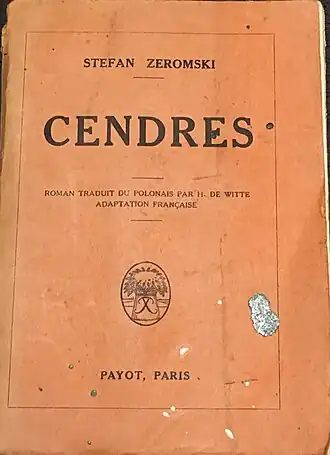 STEFAN ZEROMSKI
CENDRES
ROMAN TRADUIT DU POLONAIS PAR H. DE WITTE
ADAPTATION FRANÇAISE
PAYOT, PARIS